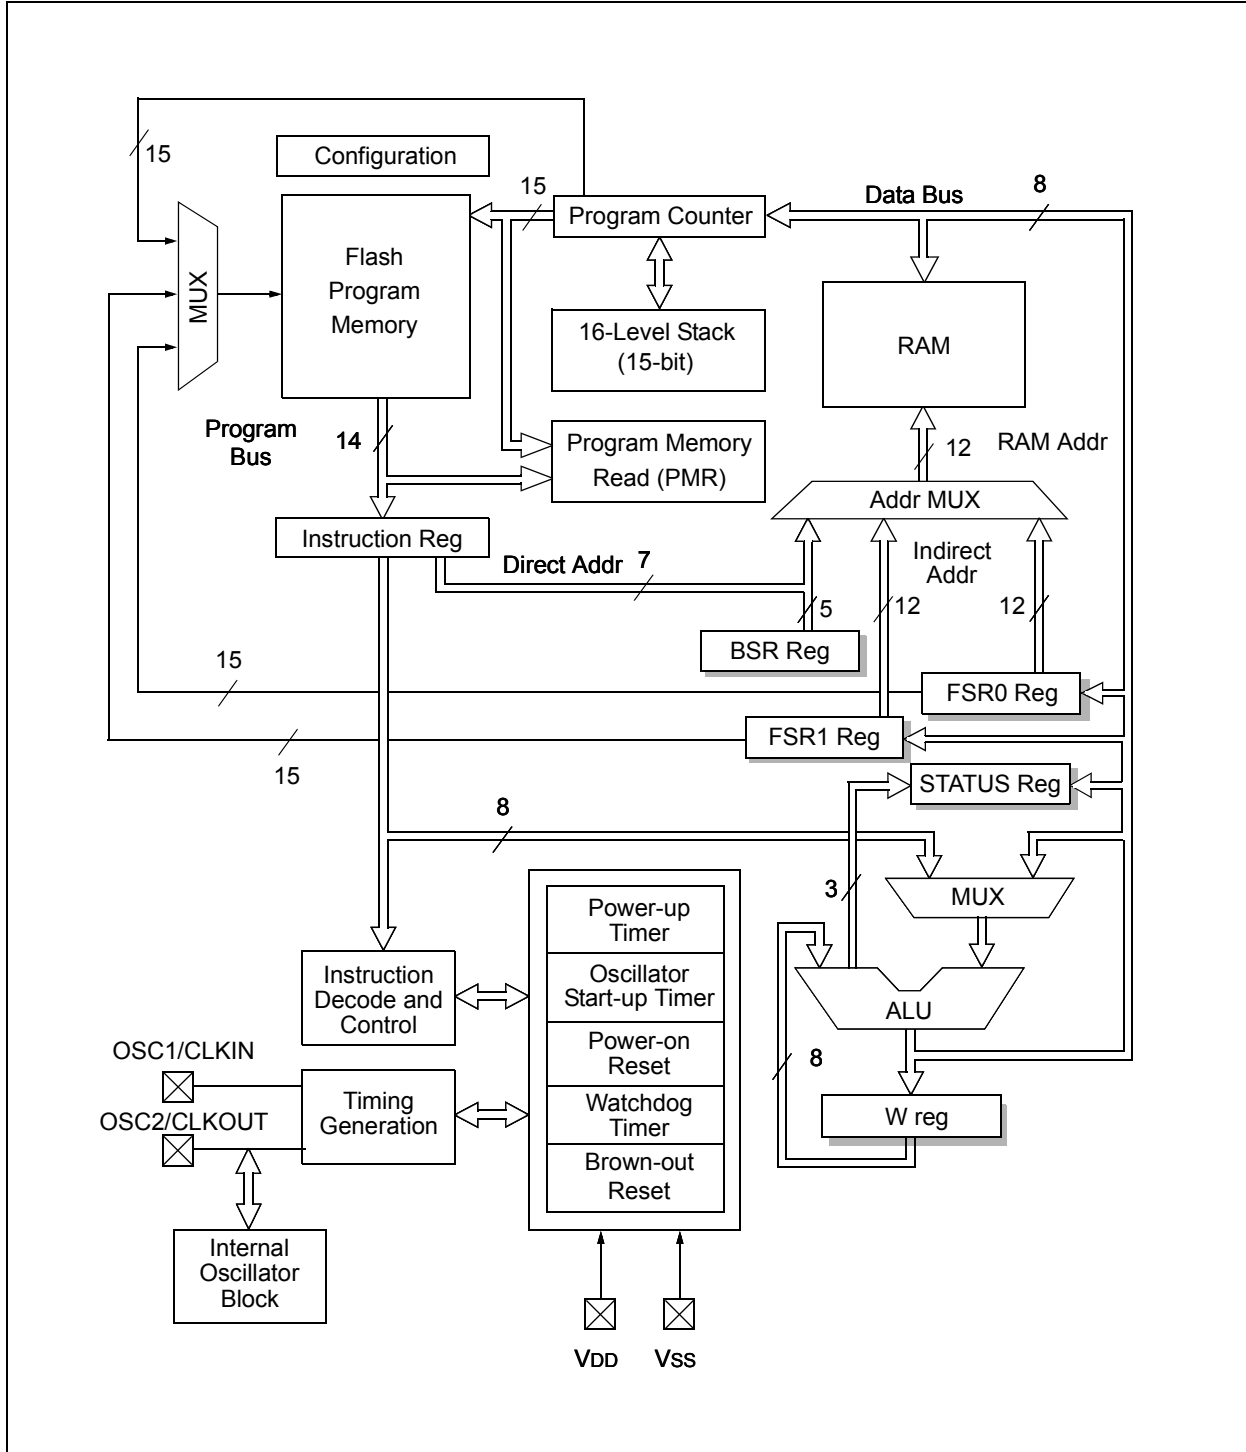 15
Configuration
15
Program Counter
Data Bus
8
MUX
Flash
Program
Memory
16-Level Stack
(15-bit)
RAM
Program
Bus
14
Program Memory
Read (PMR)
12
RAM Addr
Addr MUX
Instruction Reg
Direct Addr
7
Indirect
Addr
5
12
12
BSR Reg
15
FSR0 Reg
FSR1 Reg
15
STATUS Reg
8
3
MUX
Power-up
Timer
Oscillator
Start-up Timer
Power-on
Reset
Watchdog
Timer
Brown-out
Reset
Instruction
Decode and
Control
ALU
8
OSC1/CLKIN
OSC2/CLKOUT
Timing
Generation
W reg
Internal
Oscillator
Block
VDD
VSS